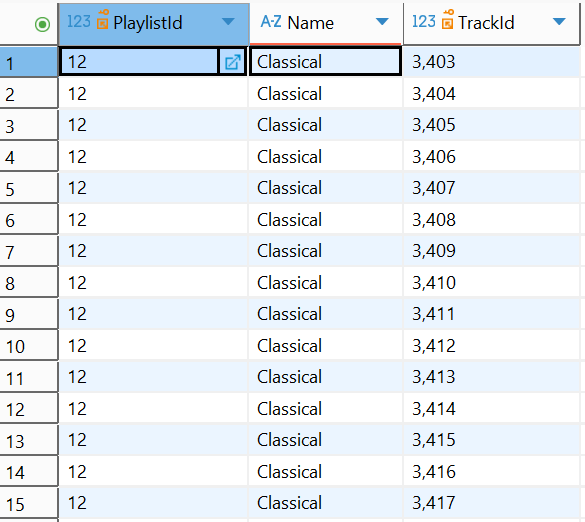 123 PlaylistId A-Z Name 123 TrackId
1 12 Classical 3,403
2 12 Classical 3,404
3 12 Classical 3,405
4 12 Classical 3,406
5 12 Classical 3,407
6 12 Classical 3,408
7 12 Classical 3,409
8 12 Classical 3,410
9 12 Classical 3,411
10 12 Classical 3,412
11 12 Classical 3,413
12 12 Classical 3,414
13 12 Classical 3,415
14 12 Classical 3,416
15 12 Classical 3,417